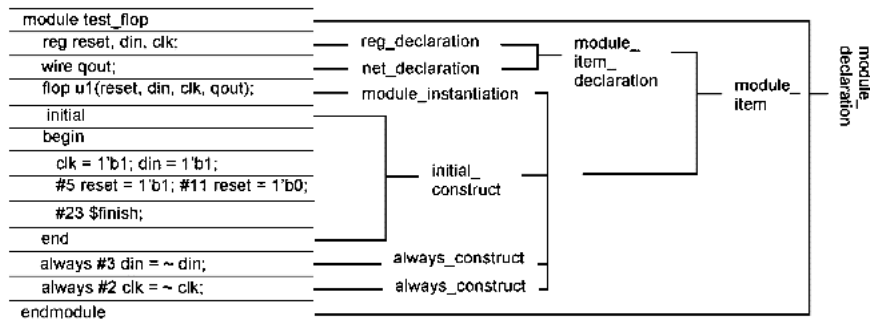 module test_flop
reg reset, din, clk;
wire qout;
flop u1(reset, din, clk, qout);
initial
begin
clk = 1'b1; din = 1'b1;
#5 reset = 1'b1; #11 reset = 1'b0;
#23 $finish;
end
always #3 din = ~ din;
always #2 clk = ~ clk;
endmodule
reg_declaration
net_declaration
module_instantiation
initial_
construct
always_construct
always_construct
module_
item_
declaration
module_
item
module_
declaration